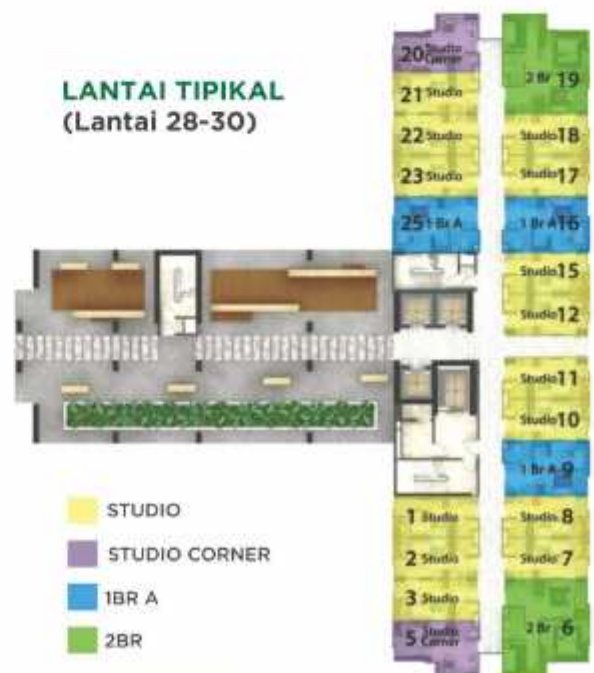 LANTAI TIPIKAL
(Lantai 28-30)
20 Studio Corner
21 Studio
22 Studio
23 Studio
25 1 Br A
2 Br 19
Studio 18
Studio 17
1 Br A 16
Studio 15
Studio 12
Studio 11
Studio 10
1 Br A 9
Studio 8
Studio 7
2 Br 6
1 Studio
2 Studio
3 Studio
5 Studio Corner
STUDIO
STUDIO CORNER
1BR A
2BR